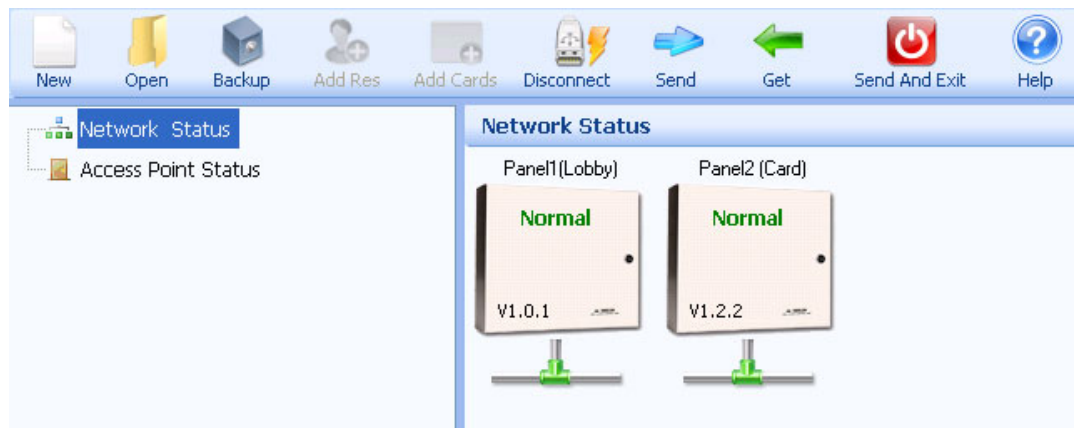 New Open Backup Add Res Add Cards Disconnect Send Get Send And Exit Help
Network Status
Access Point Status
Network Status
Panel1(Lobby) Panel2 (Card)
Normal Normal
V1.0.1 V1.2.2